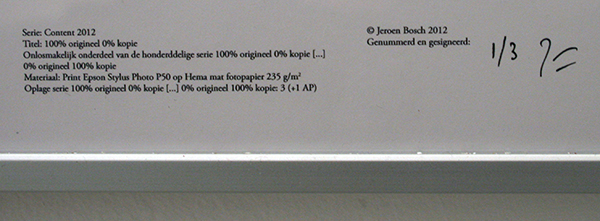 Serie: Content 2012
Titel: 100% origineel 0% kopie
Onlosmakelijk onderdeel van de honderddelige serie 100% origineel 0% kopie [...]
0% origineel 100% kopie
Materiaal: Print Epson Stylus Photo P50 op Hema mat fotopapier 235 g/m²
Oplage serie 100% origineel 0% kopie [...] 0% origineel 100% kopie: 3 (+1 AP)
© Jeroen Bosch 2012
Genummerd en gesigneerd:
1/3